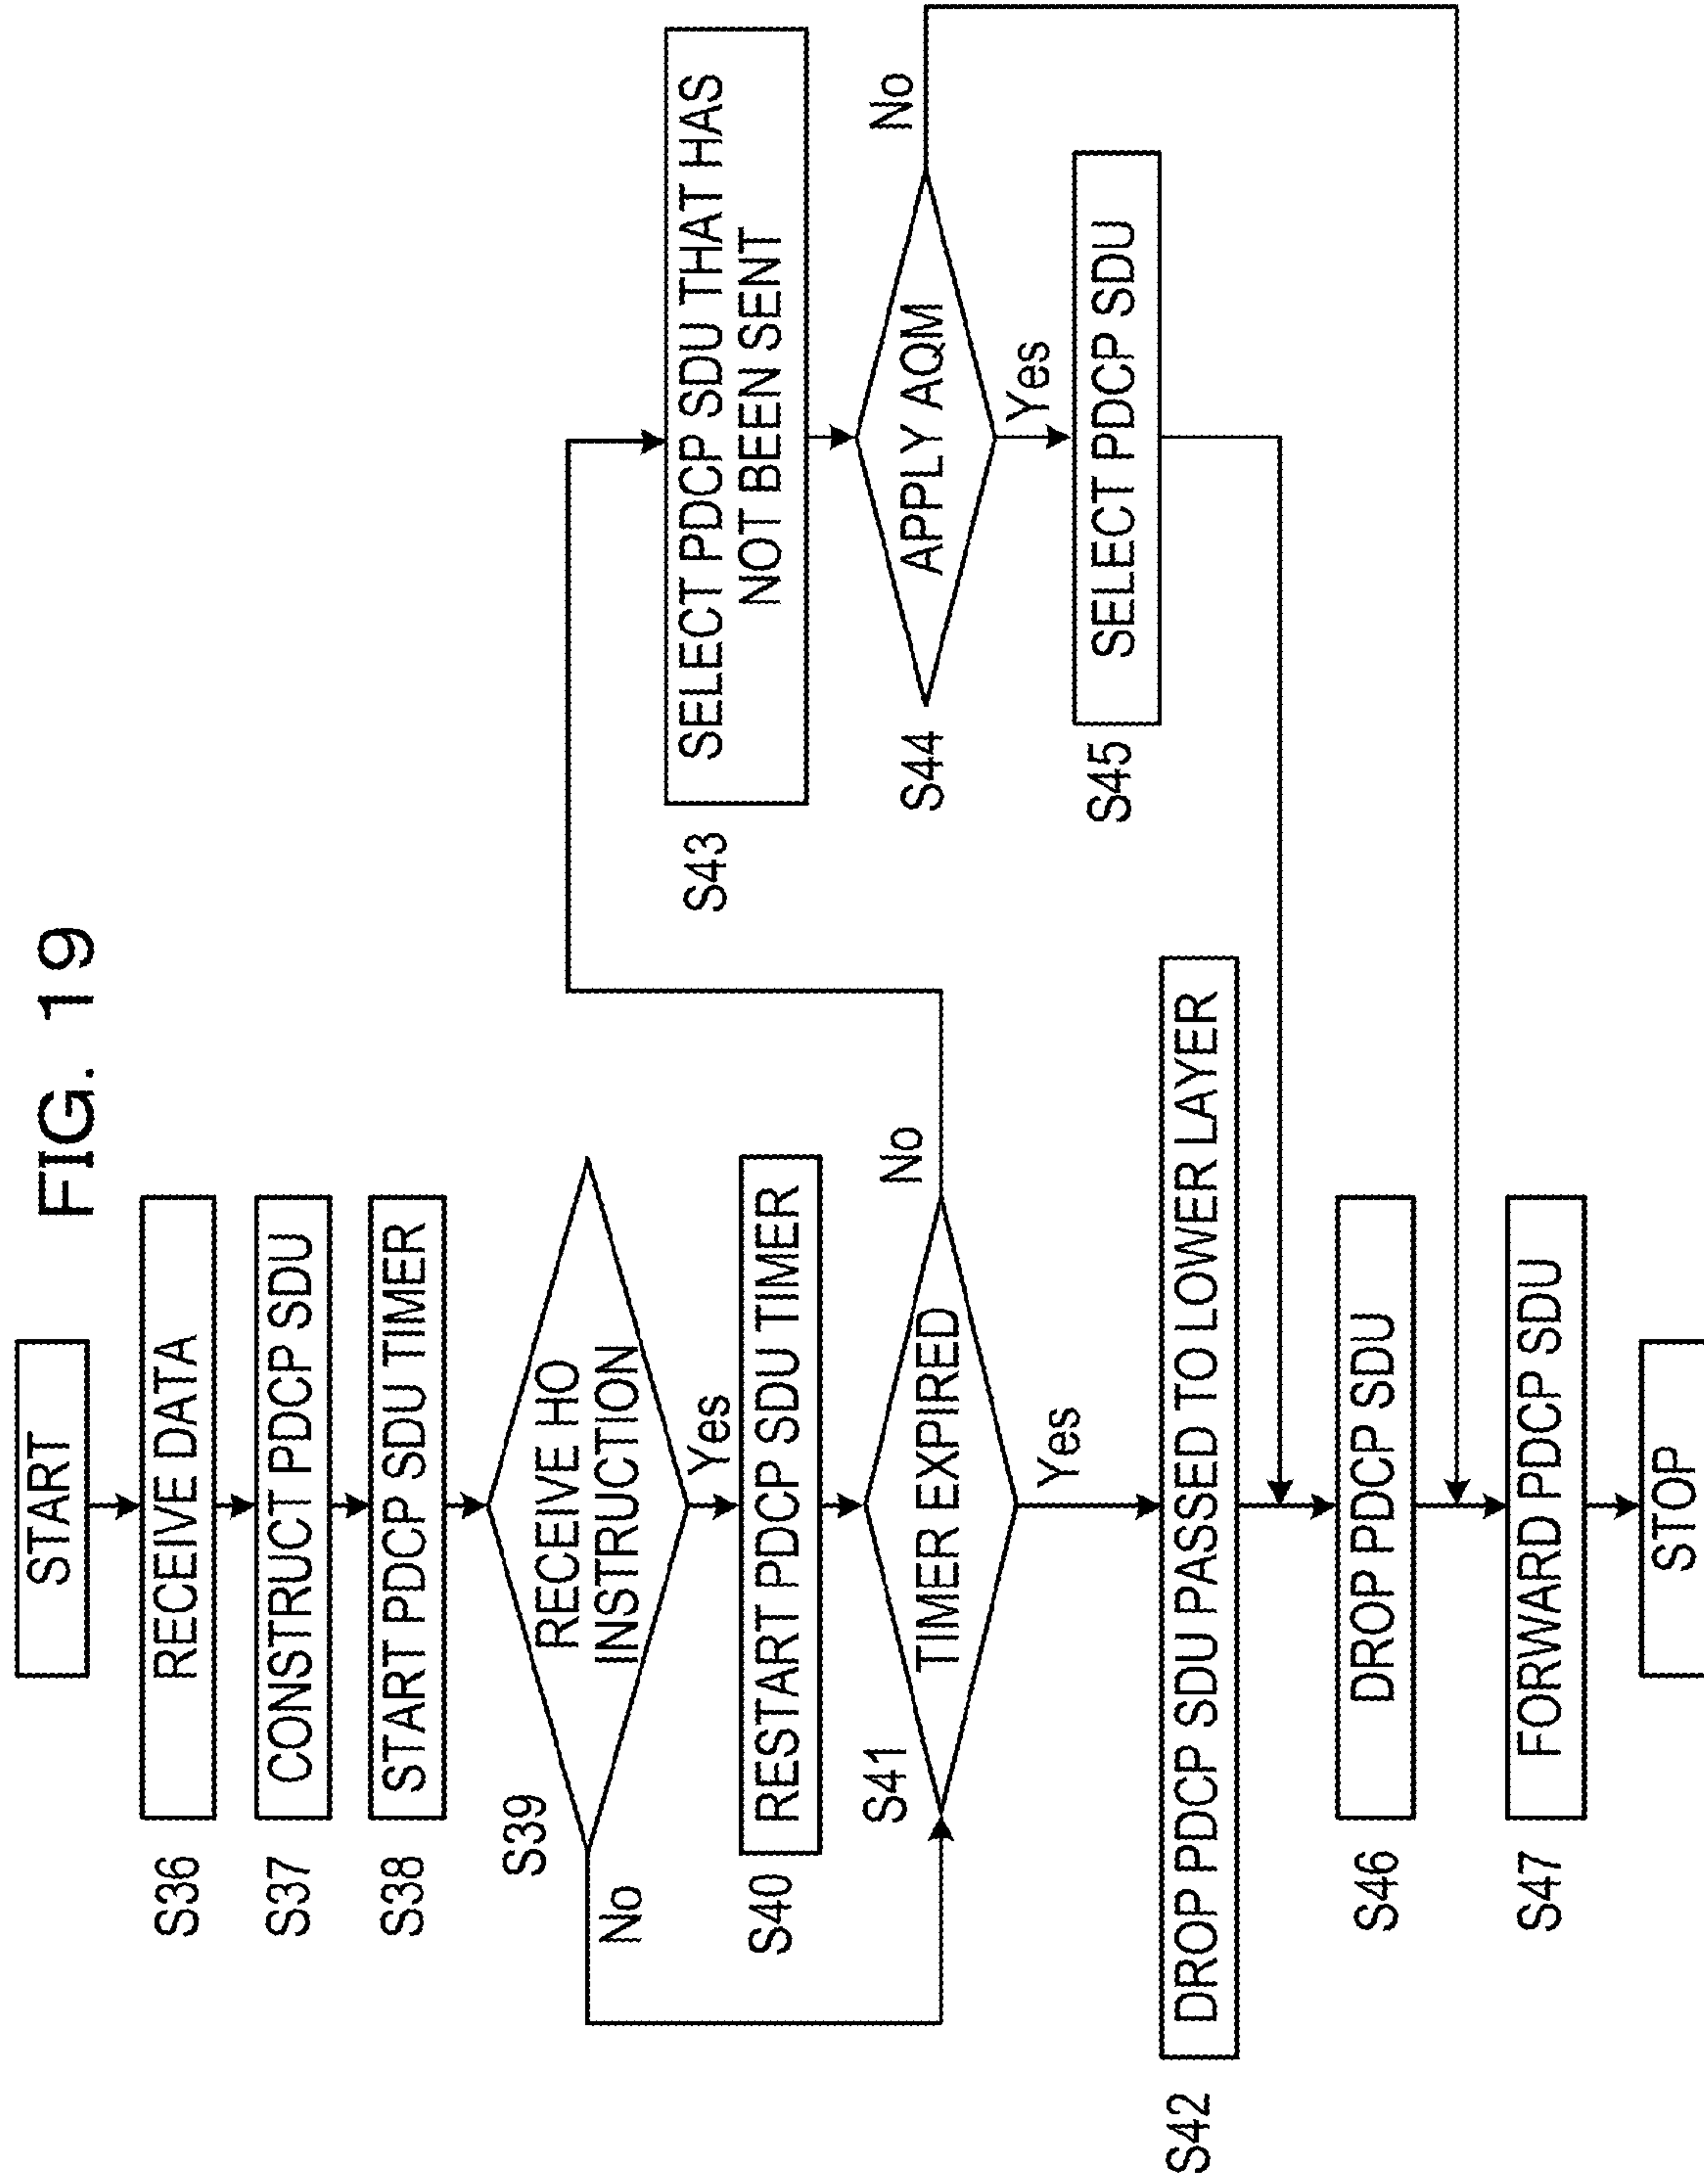 FIG. 19
START
S36
RECEIVE DATA
S37
CONSTRUCT PDCP SDU
S38
START PDCP SDU TIMER
S39
RECEIVE HO
INSTRUCTION
No
Yes
S40
RESTART PDCP SDU TIMER
S41
TIMER EXPIRED
No
Yes
S42
DROP PDCP SDU PASSED TO LOWER LAYER
S43
SELECT PDCP SDU THAT HAS
NOT BEEN SENT
S44
APPLY AQM
No
Yes
S45
SELECT PDCP SDU
S46
DROP PDCP SDU
S47
FORWARD PDCP SDU
STOP